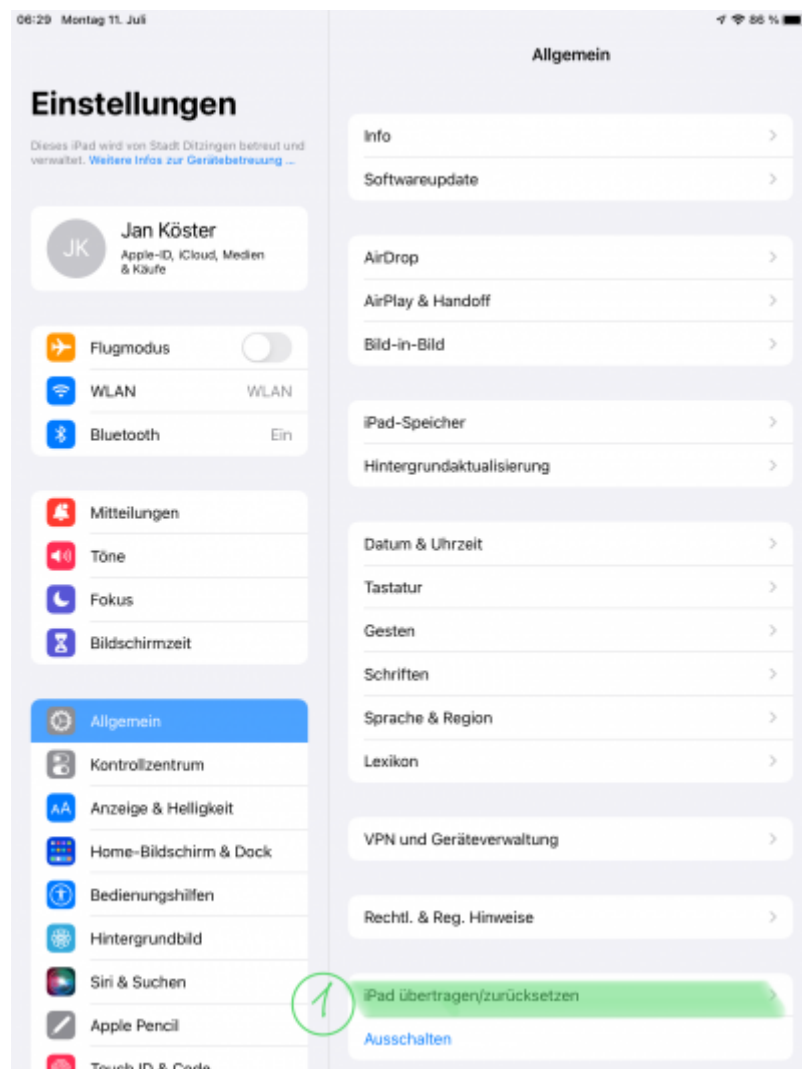 06:29 Montag 11. Juli
86 %
Einstellungen
Dieses iPad wird von Stadt Ditzingen betreut und
verwaltet. Weitere Infos zur Gerätebetreuung ...
JK
Jan Köster
Apple-ID, iCloud, Medien
& Käufe
Flugmodus
WLAN WLAN
Bluetooth Ein
Mitteilungen
Töne
Fokus
Bildschirmzeit
Allgemein
Kontrollzentrum
AA Anzeige & Helligkeit
Home-Bildschirm & Dock
Bedienungshilfen
Hintergrundbild
Siri & Suchen
Apple Pencil
Touch ID & Code
Allgemein
Info
Softwareupdate
AirDrop
AirPlay & Handoff
Bild-in-Bild
iPad-Speicher
Hintergrundaktualisierung
Datum & Uhrzeit
Tastatur
Gesten
Schriften
Sprache & Region
Lexikon
VPN und Geräteverwaltung
Rechtl. & Reg. Hinweise
1 iPad übertragen/zurücksetzen
Ausschalten